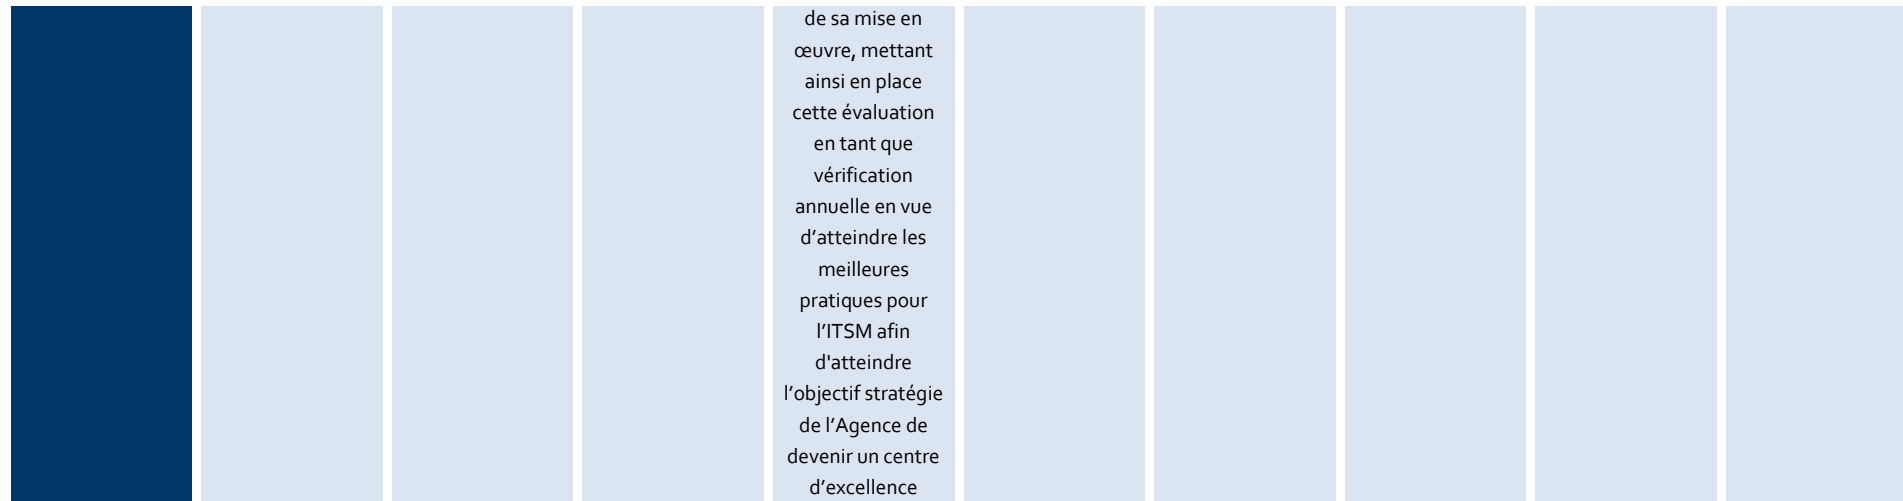 de sa mise en
œuvre, mettant
ainsi en place
cette évaluation
en tant que
vérification
annuelle en vue
d’atteindre les
meilleures
pratiques pour
l’ITSM afin
d'atteindre
l’objectif stratégie
de l’Agence de
devenir un centre
d’excellence